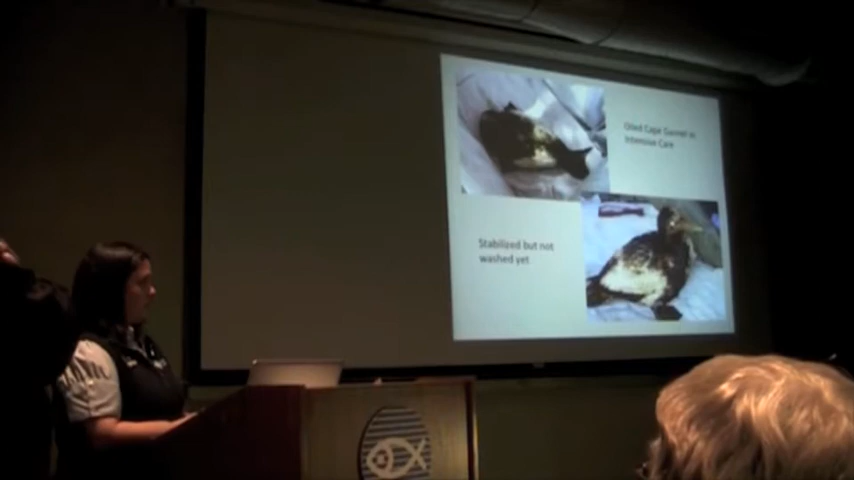 Oiled Cape Gannet in
Intensive Care
Stabilized but not
washed yet